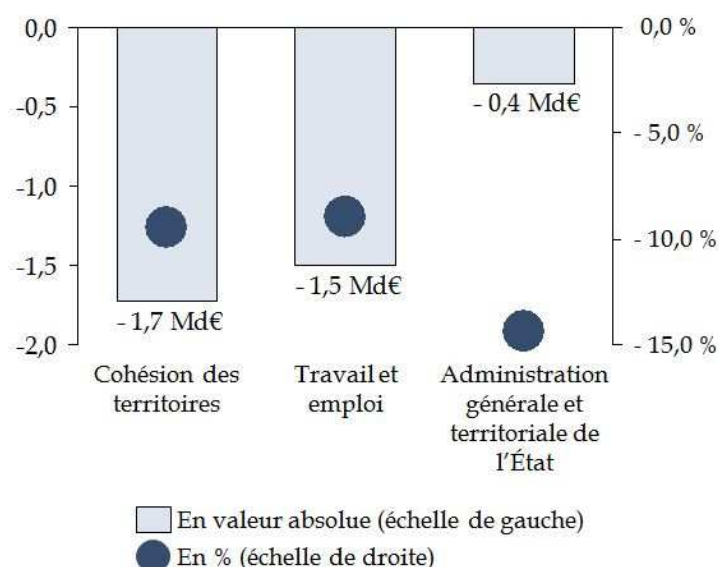 0,0
-0,5
-1,0
-1,5
-2,0
0,0 %
- 5,0 %
- 10,0 %
- 15,0 %
- 1,7 Md€
- 1,5 Md€
- 0,4 Md€
Cohésion des
territoires
Travail et
emploi
Administration
générale et
territoriale de
l’État
En valeur absolue (échelle de gauche)
En % (échelle de droite)